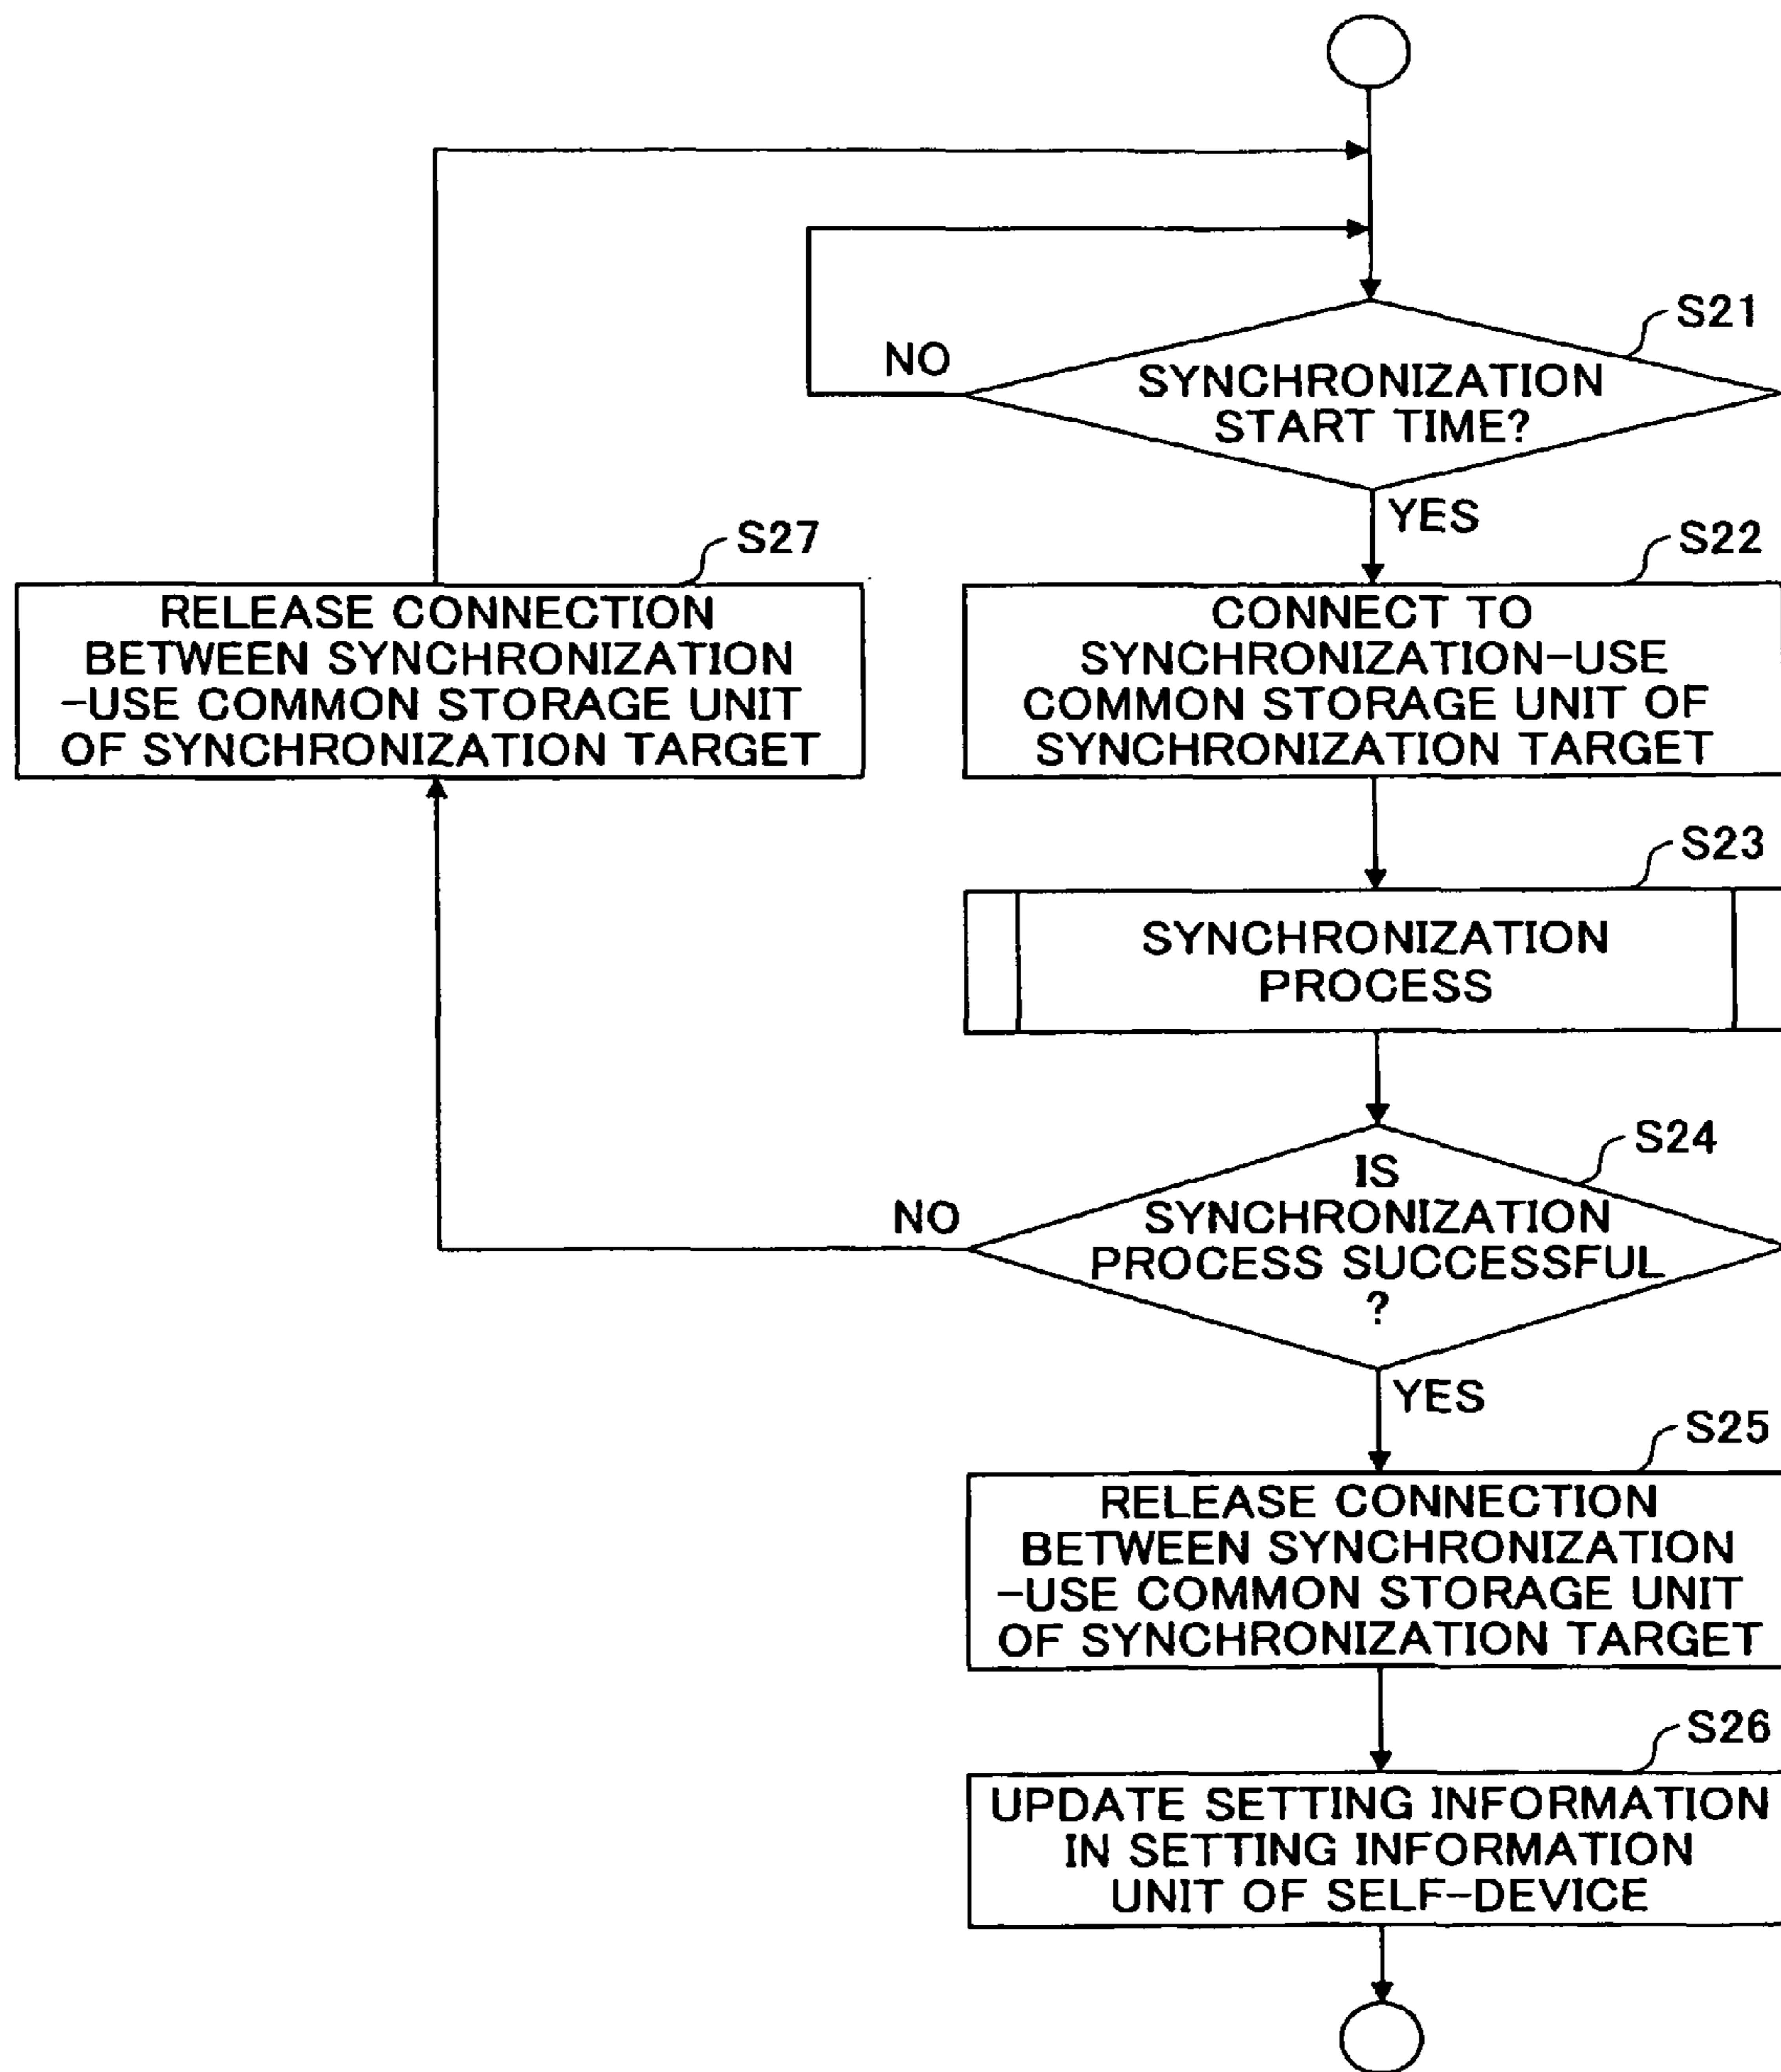 S21
NO
SYNCHRONIZATION
START TIME?
YES
S27
RELEASE CONNECTION
BETWEEN SYNCHRONIZATION
-USE COMMON STORAGE UNIT
OF SYNCHRONIZATION TARGET
S22
CONNECT TO
SYNCHRONIZATION-USE
COMMON STORAGE UNIT OF
SYNCHRONIZATION TARGET
S23
SYNCHRONIZATION
PROCESS
S24
NO
IS
SYNCHRONIZATION
PROCESS SUCCESSFUL
?
YES
S25
RELEASE CONNECTION
BETWEEN SYNCHRONIZATION
-USE COMMON STORAGE UNIT
OF SYNCHRONIZATION TARGET
S26
UPDATE SETTING INFORMATION
IN SETTING INFORMATION
UNIT OF SELF-DEVICE